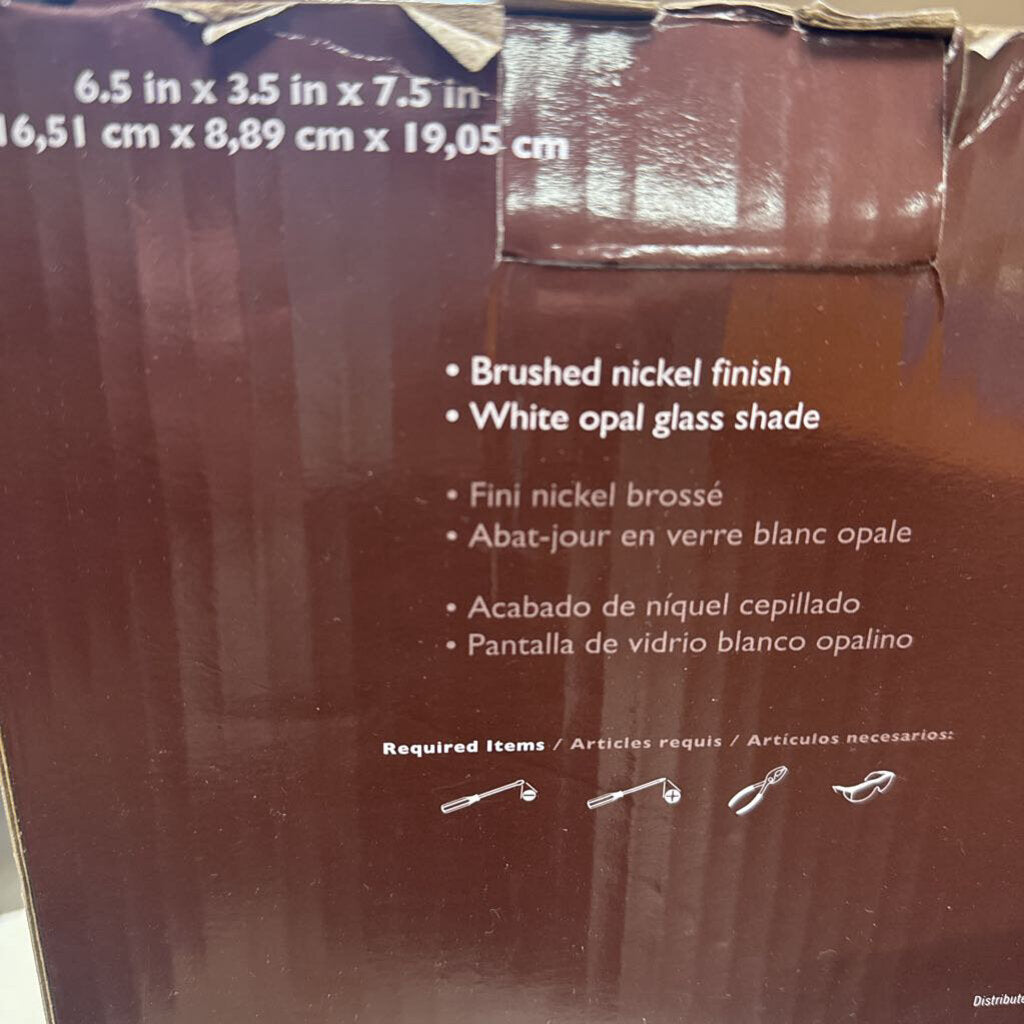 6.5 in x 3.5 in x 7.5 in
16,51 cm x 8,89 cm x 19,05 cm
• Brushed nickel finish
• White opal glass shade
• Fini nickel brossé
• Abat-jour en verre blanc opale
• Acabado de níquel cepillado
• Pantalla de vidrio blanco opalino
Required Items / Articles requis / Artículos necesarios: